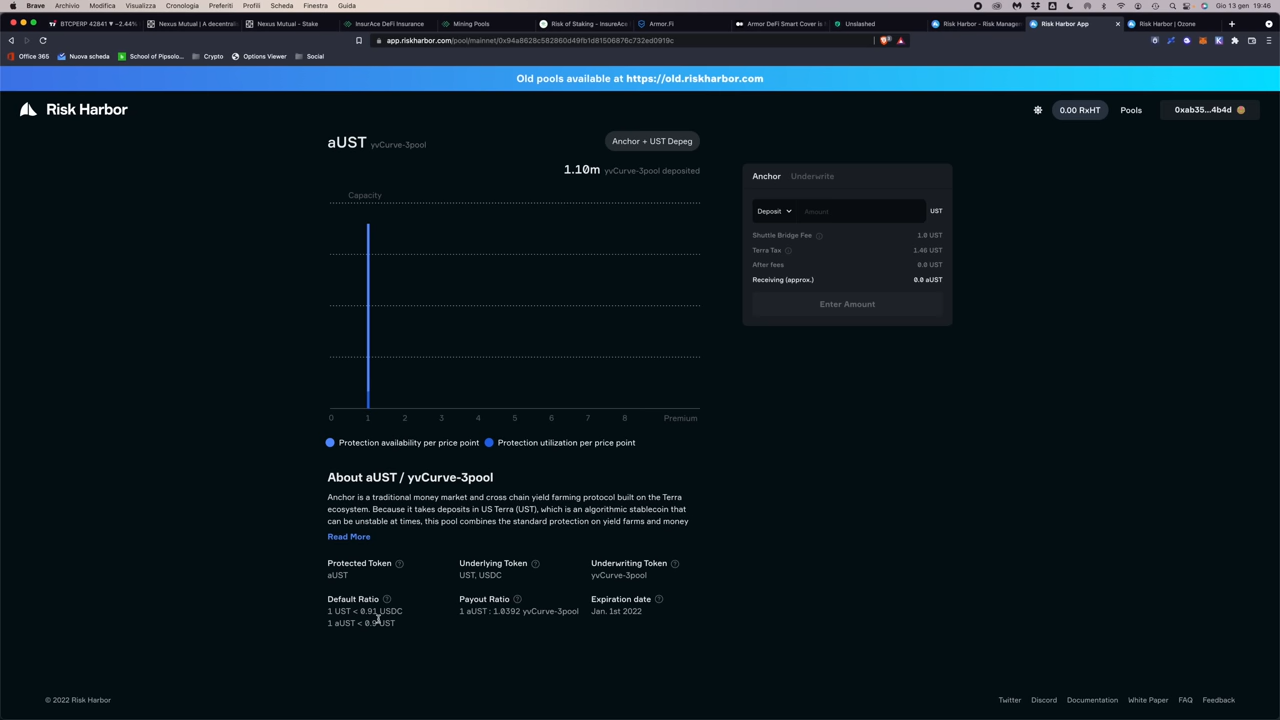 Brave Archivio Modifica Visualizza Cronologia Preferiti Profili Scheda Finestra Aiuto Gio 13 gen 19:46
BTCPERP 42841 ▼ −2.44% Nexus Mutual | A decentrali Nexus Mutual - Stake InsurAce DeFi Insurance Mining Pools Risk of Staking - InsureAce Armor.Fi Armor DeFi Smart Cover is Unslashed Risk Harbor - Risk Managem Risk Harbor App Risk Harbor | Ozone
app.riskharbor.com/pool/mainnet/0x94a8628c582860d49fb1d81506876c732ed0919c
Office 365 Nuova scheda School of Pipsolo... Crypto Options Viewer Social
Old pools available at https://old.riskharbor.com
Risk Harbor 0.00 RxHT Pools 0xab35...4b4d
aUST yvCurve-3pool Anchor + UST Depeg
1.10m yvCurve-3pool deposited
Capacity
0 1 2 3 4 5 6 7 8 Premium
Protection availability per price point Protection utilization per price point
Anchor Underwrite
Deposit Amount UST
Shuttle Bridge Fee 1.0 UST
Terra Tax 1.46 UST
After fees 0.0 UST
Receiving (approx.) 0.0 aUST
Enter Amount
About aUST / yvCurve-3pool
Anchor is a traditional money market and cross chain yield farming protocol built on the Terra
ecosystem. Because it takes deposits in US Terra (UST), which is an algorithmic stablecoin
that can be unstable at times, this pool combines the standard protection on yield farms and money
Read More
Protected Token Underlying Token Underwriting Token
aUST UST, USDC yvCurve-3pool
Default Ratio Payout Ratio Expiration date
1 UST < 0.91 USDC 1 aUST : 1.0392 yvCurve-3pool Jan. 1st 2022
1 aUST < 0.9 UST
© 2022 Risk Harbor Twitter Discord Documentation White Paper FAQ Feedback